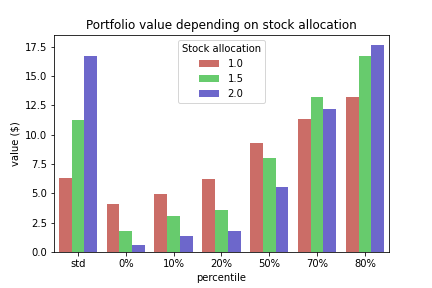 Portfolio value depending on stock allocation
Stock allocation
1.0
1.5
2.0
value ($)
17.5
15.0
12.5
10.0
7.5
5.0
2.5
0.0
std 0% 10% 20% 50% 70% 80%
percentile